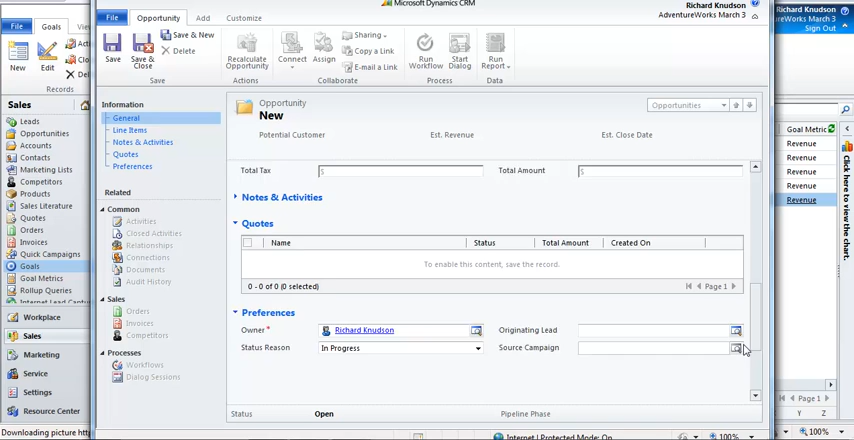 Microsoft Dynamics CRM
Richard Knudson
AdventureWorks March 3
Richard Knudson
AdventureWorks March 3
Sign Out
File
Goals
New
Edit
Records
Sales
Leads
Opportunities
Accounts
Contacts
Marketing Lists
Competitors
Products
Sales Literature
Quotes
Orders
Invoices
Quick Campaigns
Goals
Goal Metrics
Rollup Queries
Internet Lead Captured
Workplace
Sales
Marketing
Service
Settings
Resource Center
Downloading picture
File
Opportunity
Add
Customize
Save
Save & Close
Save & New
Delete
Save
Recalculate Opportunity
Connect
Assign
Sharing
Copy a Link
E-mail a Link
Collaborate
Run Workflow
Start Dialog
Process
Run Report
Data
Information
General
Line Items
Notes & Activities
Quotes
Preferences
Related
Common
Activities
Closed Activities
Relationships
Connections
Documents
Audit History
Sales
Orders
Invoices
Competitors
Processes
Workflows
Dialog Sessions
Opportunity
New
Opportunities
Potential Customer
Est. Revenue
Est. Close Date
Total Tax
$
Total Amount
$
Notes & Activities
Quotes
Name
Status
Total Amount
Created On
To enable this content, save the record.
0 - 0 of 0 (0 selected)
Page 1
Preferences
Owner *
Richard Knudson
Originating Lead
Status Reason
In Progress
Source Campaign
Status
Open
Pipeline Phase
Internet | Protected Mode: On
100%
Goal Metric
Revenue
Revenue
Revenue
Revenue
Revenue
Click here to view the chart.
Page 1
Y
Z
100%